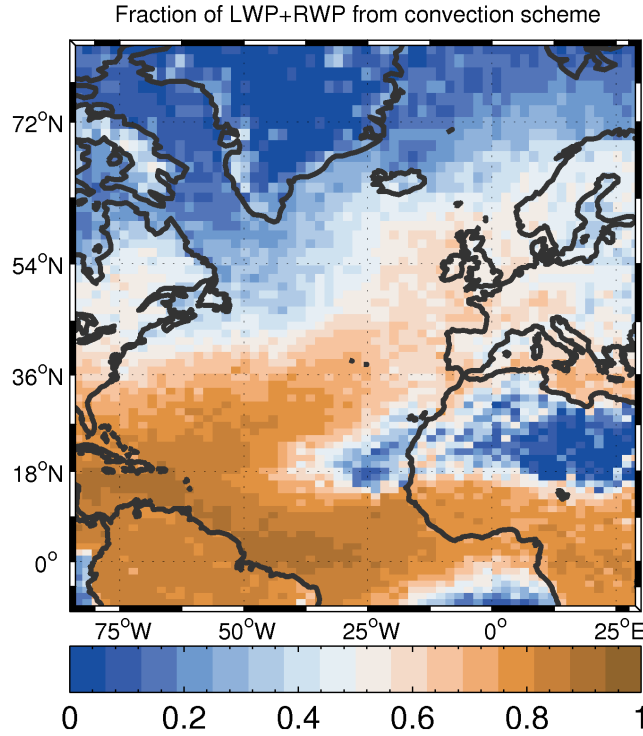 Fraction of LWP+RWP from convection scheme
72°N
54°N
36°N
18°N
0°
75°W 50°W 25°W 0° 25°E
0 0.2 0.4 0.6 0.8 1